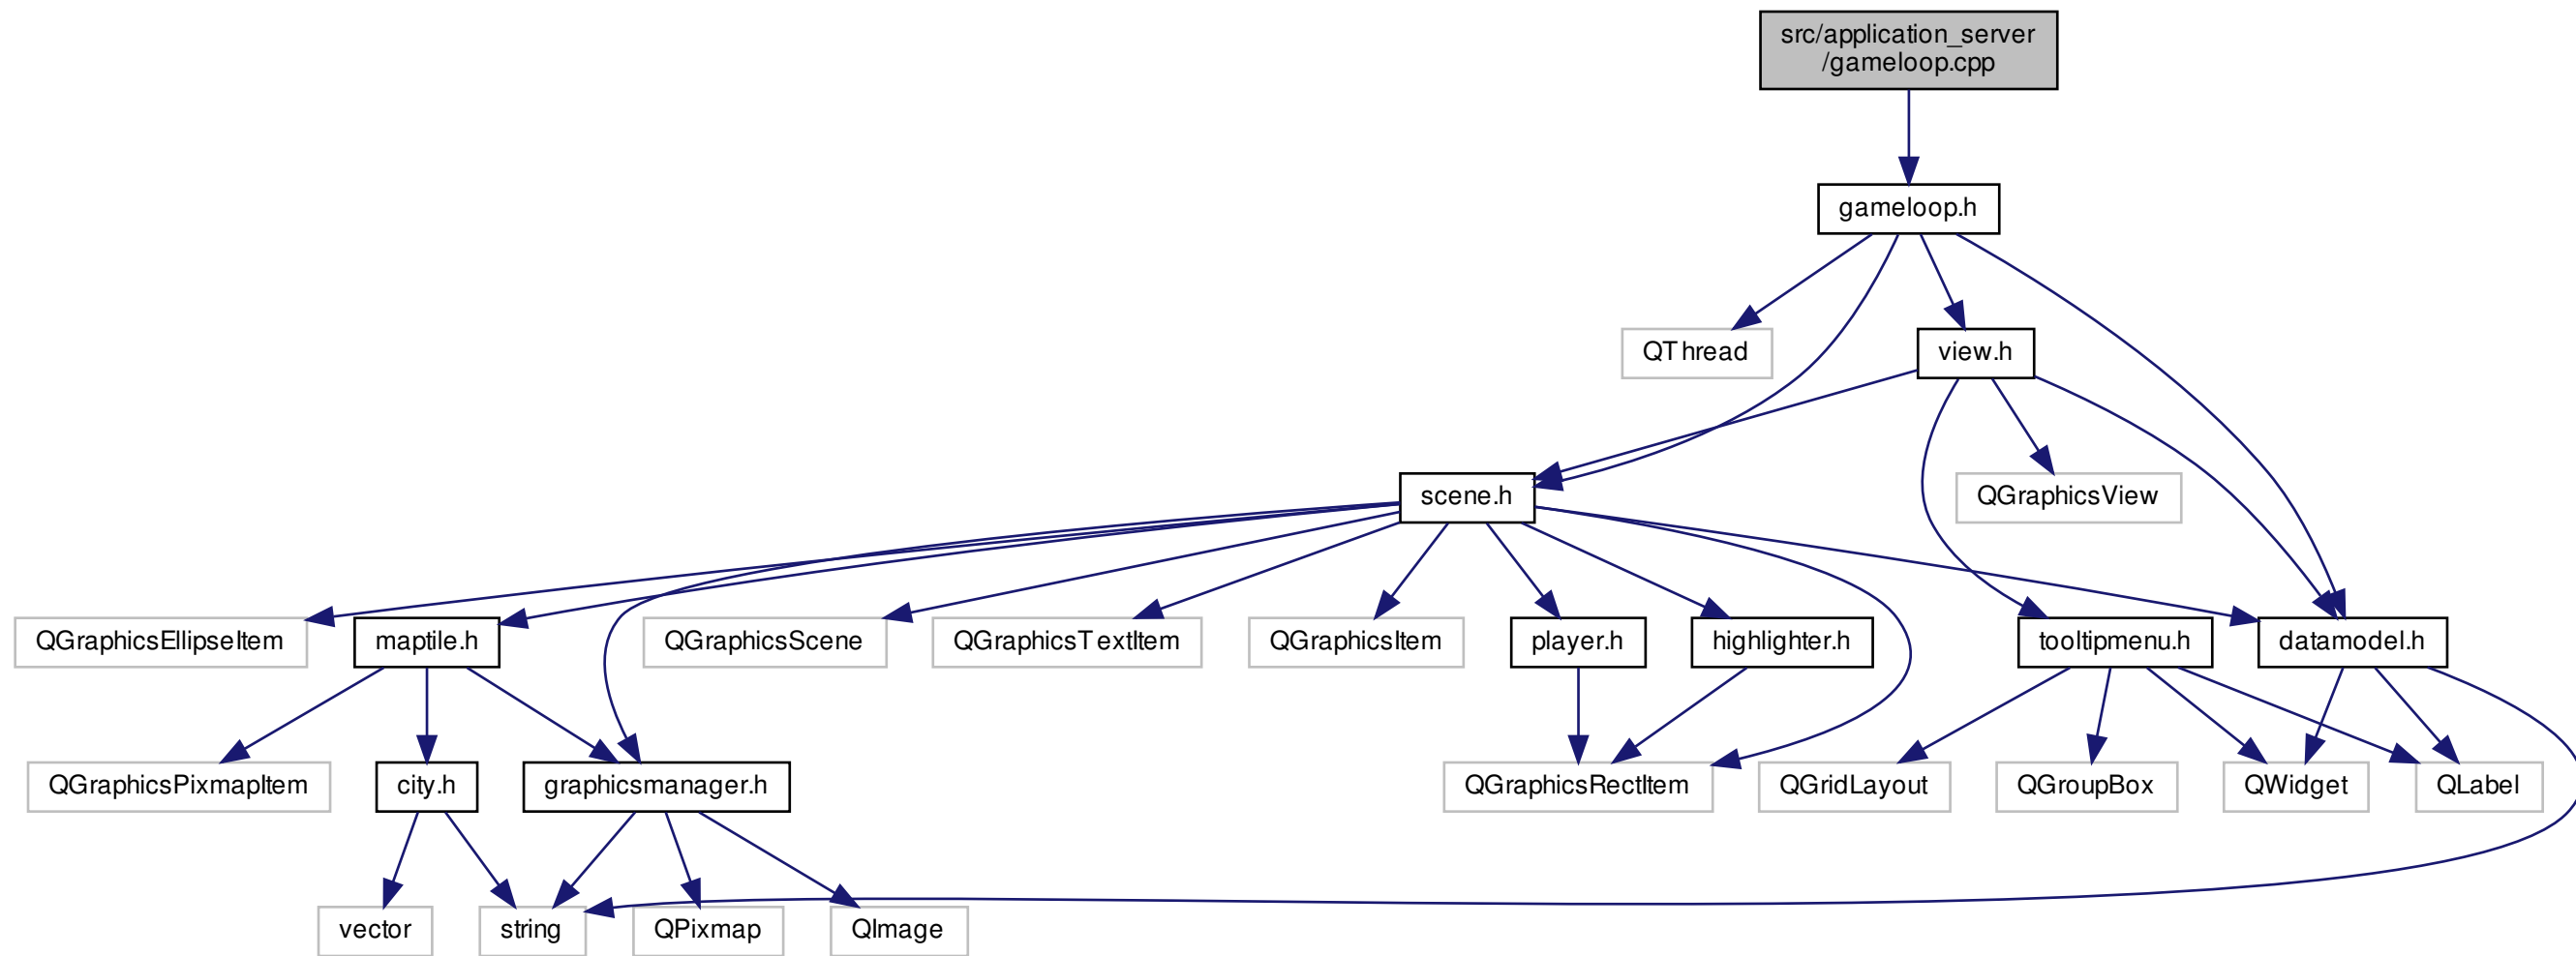 src/application_server
/gameloop.cpp
gameloop.h
QThread
view.h
scene.h
QGraphicsView
QGraphicsEllipseItem
maptile.h
QGraphicsScene
QGraphicsTextItem
QGraphicsItem
player.h
highlighter.h
tooltipmenu.h
datamodel.h
QGraphicsPixmapItem
city.h
graphicsmanager.h
QGraphicsRectItem
QGridLayout
QGroupBox
QWidget
QLabel
vector
string
QPixmap
QImage